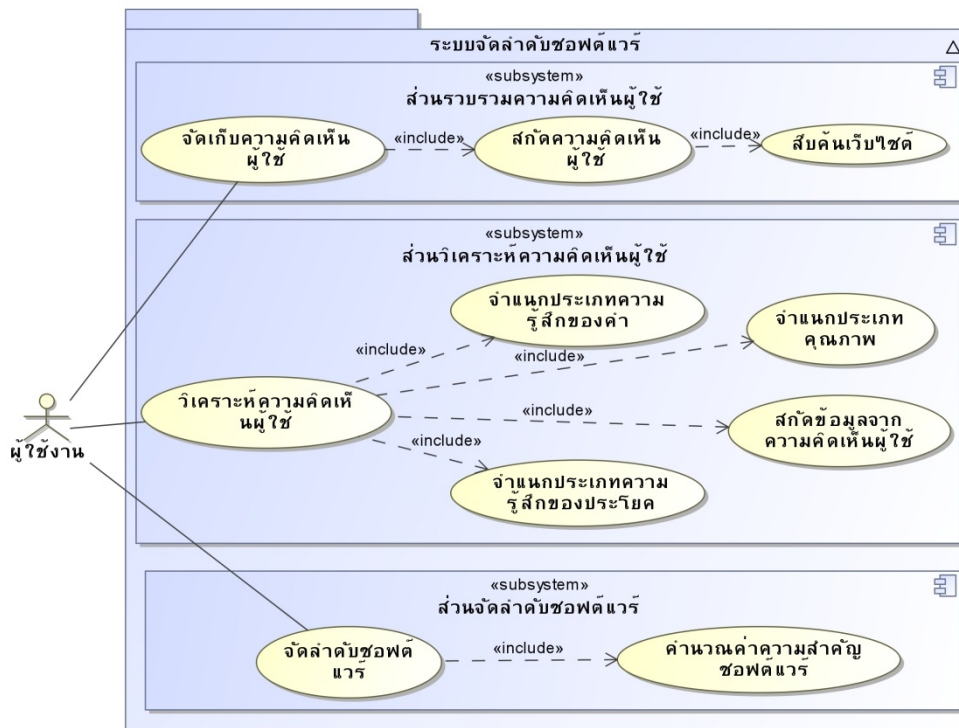 ระบบจัดลำดับซอฟต์แวร์
«subsystem»
ส่วนรวบรวมความคิดเห็นผู้ใช้
จัดเก็บความคิดเห็น
ผู้ใช้
«include»
สกัดความคิดเห็น
ผู้ใช้
«include»
สืบค้นเว็บไซต์
«subsystem»
ส่วนวิเคราะห์ความคิดเห็นผู้ใช้
จำแนกประเภทความ
รู้สึกของคำ
จำแนกประเภท
คุณภาพ
«include»
«include»
วิเคราะห์ความคิดเห็
นผู้ใช้
«include»
สกัดข้อมูลจาก
ความคิดเห็นผู้ใช้
«include»
จำแนกประเภทความ
รู้สึกของประโยค
ผู้ใช้งาน
«subsystem»
ส่วนจัดลำดับซอฟต์แวร์
จัดลำดับซอฟต์
แวร์
«include»
คำนวณค่าความสำคัญ
ซอฟต์แวร์